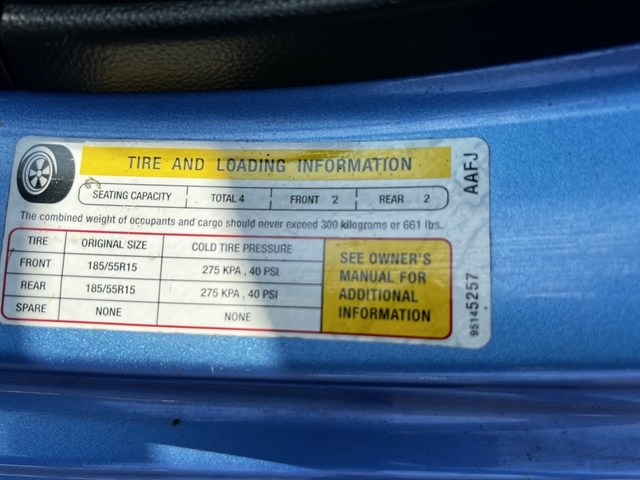 TIRE AND LOADING INFORMATION
SEATING CAPACITY TOTAL 4 FRONT 2 REAR 2
The combined weight of occupants and cargo should never exceed 300 kilograms or 661 lbs.
TIRE ORIGINAL SIZE COLD TIRE PRESSURE
FRONT 185/55R15 275 KPA , 40 PSI
REAR 185/55R15 275 KPA , 40 PSI
SPARE NONE NONE
SEE OWNER'S
MANUAL FOR
ADDITIONAL
INFORMATION
95145257
AAFJ